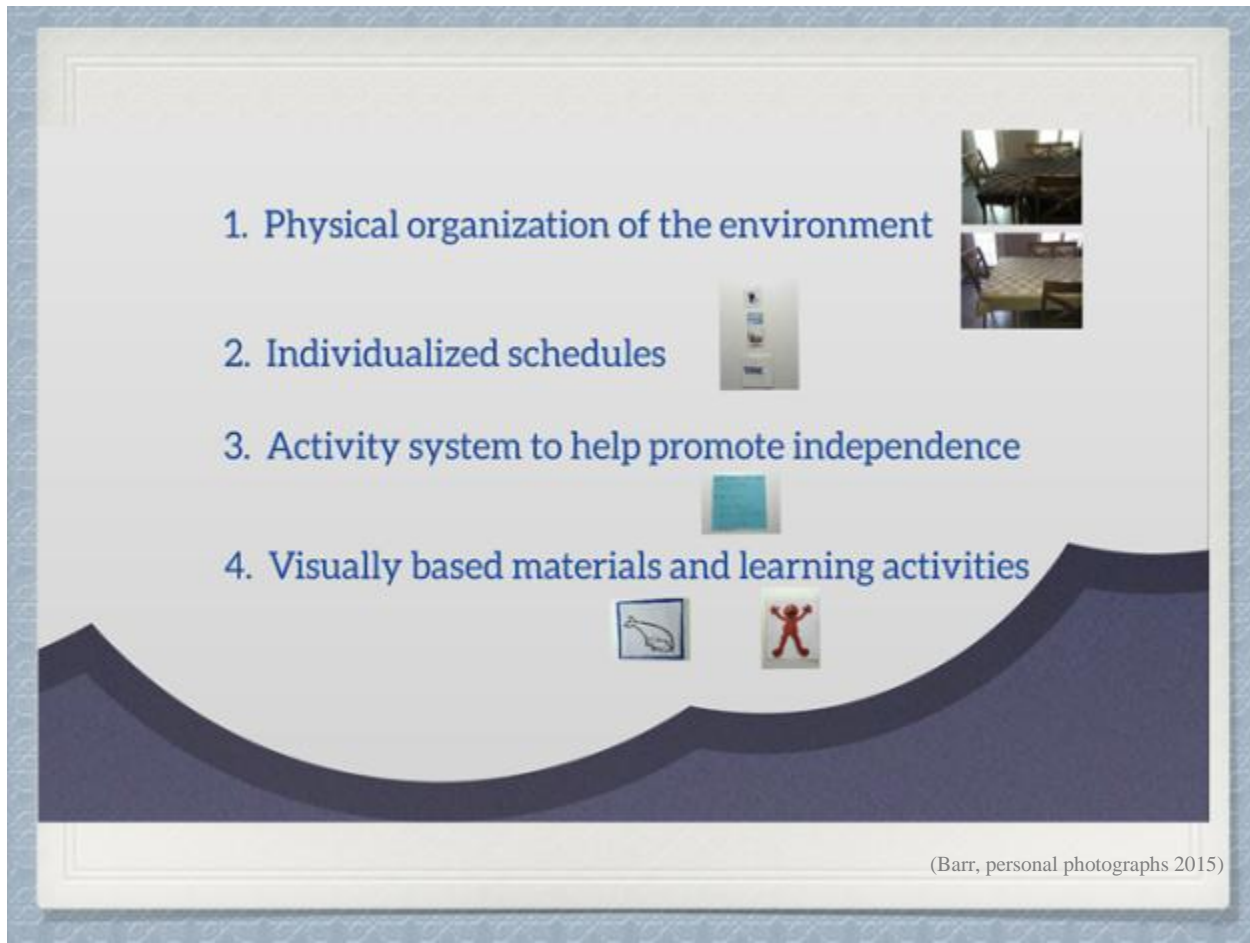 1. Physical organization of the environment
2. Individualized schedules
3. Activity system to help promote independence
4. Visually based materials and learning activities
(Barr, personal photographs 2015)